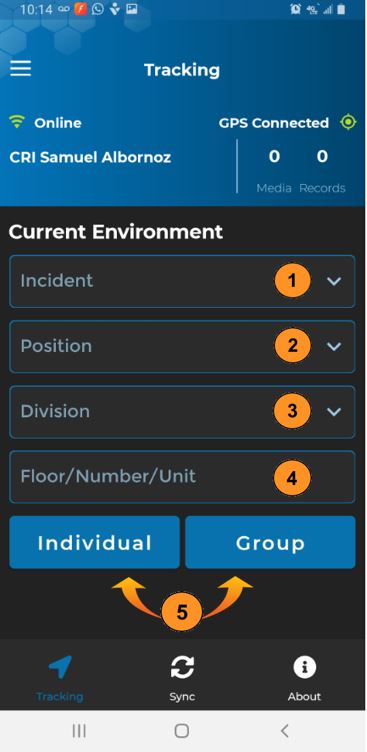 10:14
Tracking
Online
GPS Connected
CRI Samuel Albornoz
0 0
Media Records
Current Environment
Incident 1
Position 2
Division 3
Floor/Number/Unit 4
Individual Group
5
Tracking Sync About